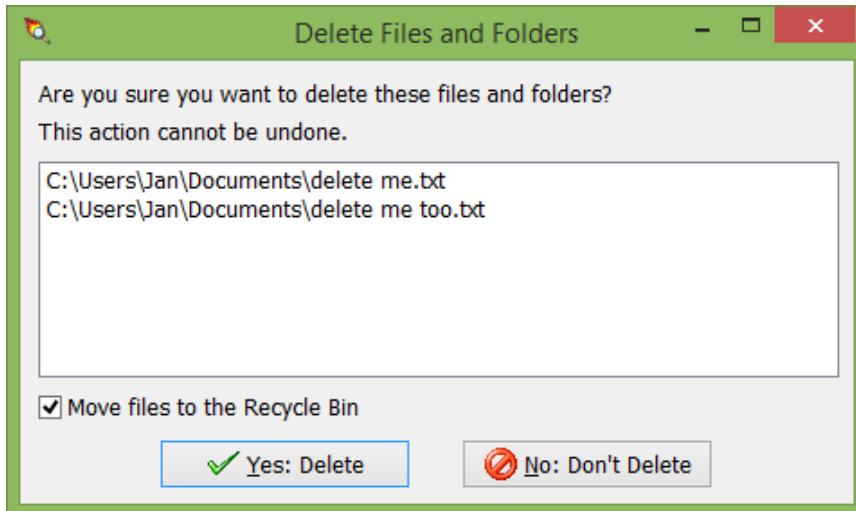 Delete Files and Folders
Are you sure you want to delete these files and folders?
This action cannot be undone.
C:\Users\Jan\Documents\delete me.txt
C:\Users\Jan\Documents\delete me too.txt
Move files to the Recycle Bin
Yes: Delete No: Don't Delete